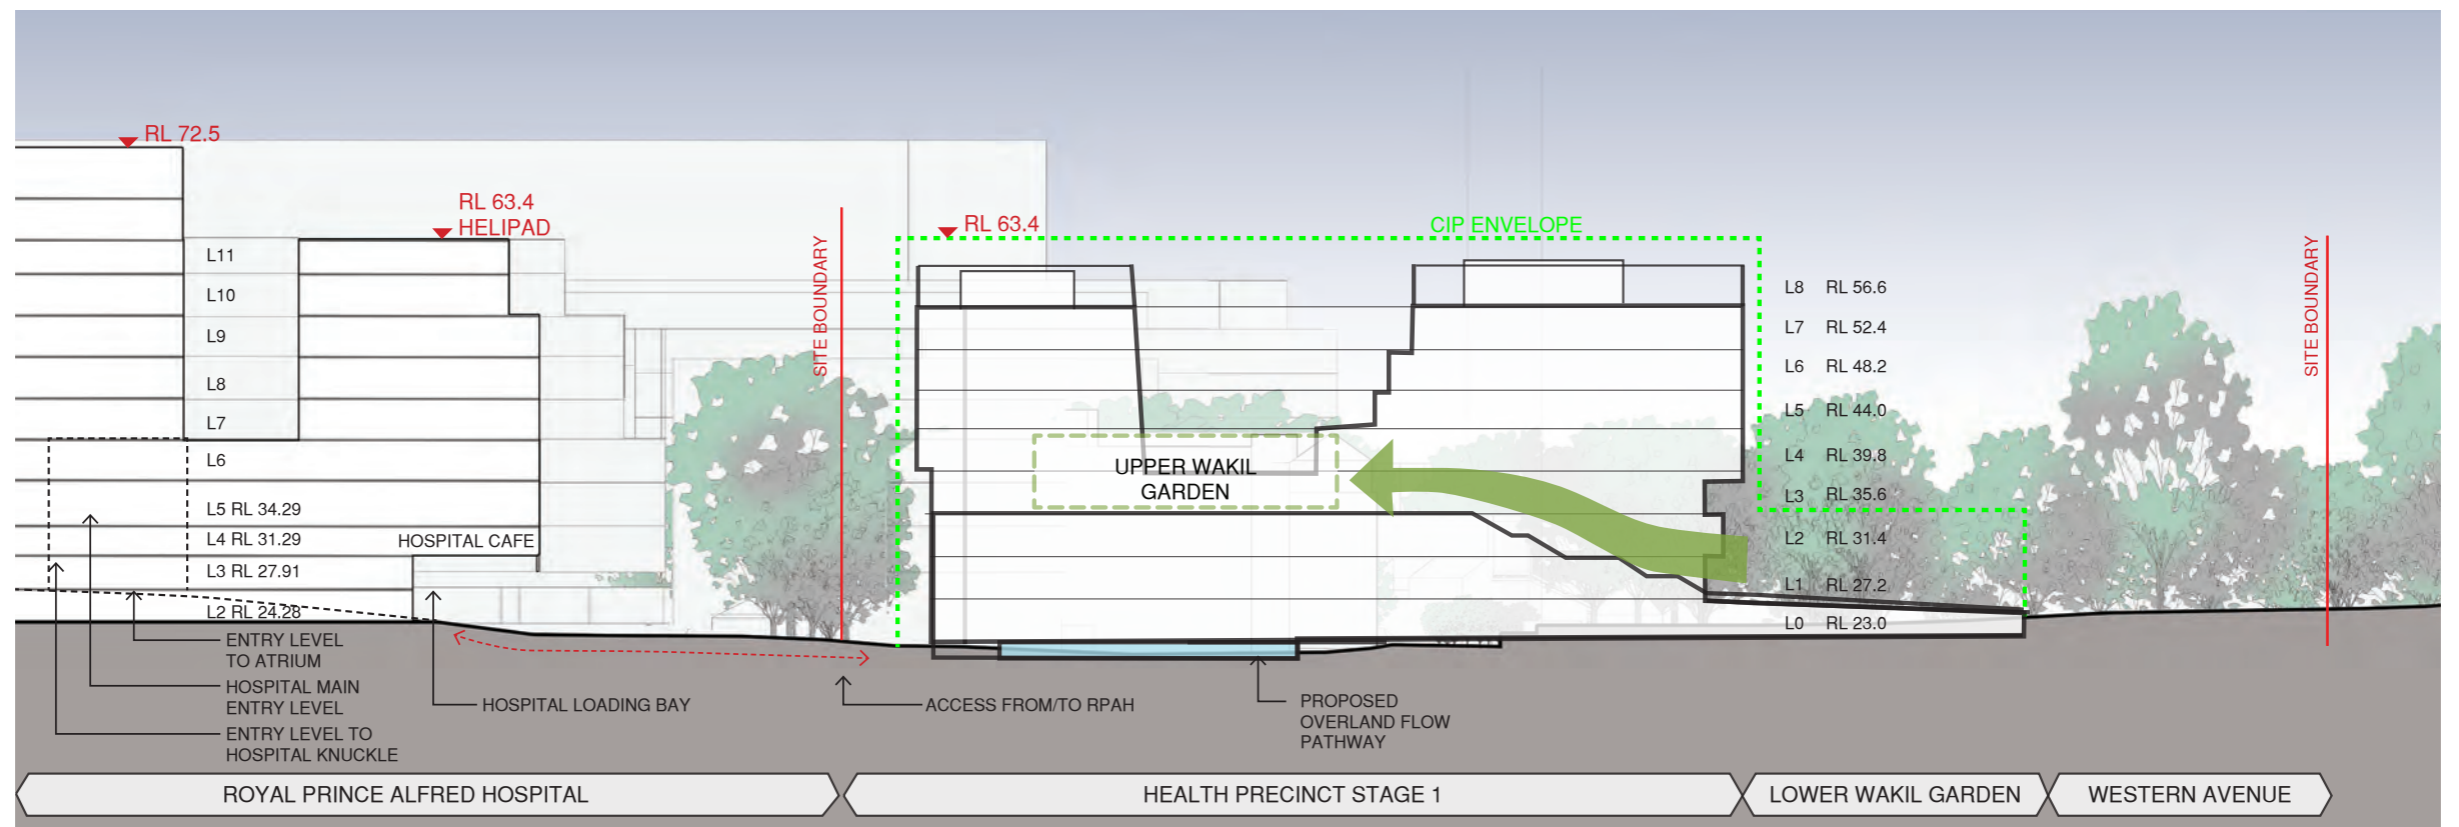 RL 72.5
RL 63.4
HELIPAD
RL 63.4
CIP ENVELOPE
SITE BOUNDARY
SITE BOUNDARY
L11
L10
L9
L8
L7
L6
L5 RL 34.29
L4 RL 31.29
L3 RL 27.91
L2 RL 24.28
HOSPITAL CAFE
UPPER WAKIL
GARDEN
L8 RL 56.6
L7 RL 52.4
L6 RL 48.2
L5 RL 44.0
L4 RL 39.8
L3 RL 35.6
L2 RL 31.4
L1 RL 27.2
L0 RL 23.0
ENTRY LEVEL
TO ATRIUM
HOSPITAL MAIN
ENTRY LEVEL
ENTRY LEVEL TO
HOSPITAL KNUCKLE
HOSPITAL LOADING BAY
ACCESS FROM/TO RPAH
PROPOSED
OVERLAND FLOW
PATHWAY
ROYAL PRINCE ALFRED HOSPITAL
HEALTH PRECINCT STAGE 1
LOWER WAKIL GARDEN
WESTERN AVENUE